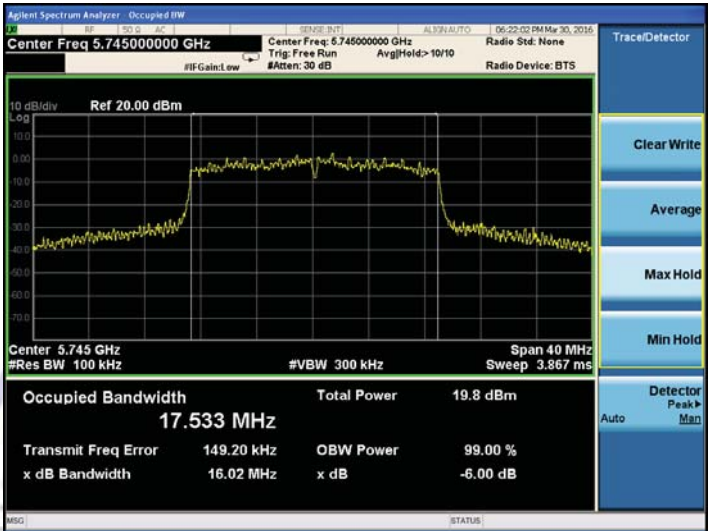 Agilent Spectrum Analyzer - Occupied BW
RF 50 Ω AC SENSE:INT ALIGN AUTO 06:22:02 PM Mar 30, 2016
Center Freq 5.745000000 GHz
Center Freq: 5.745000000 GHz
Radio Std: None
Trig: Free Run Avg|Hold:> 10/10
#IFGain:Low #Atten: 30 dB
Radio Device: BTS
Trace/Detector
10 dB/div Ref 20.00 dBm
Log
10.0
0.00
-10.0
-20.0
-30.0
-40.0
-50.0
-60.0
-70.0
Center 5.745 GHz Span 40 MHz
#Res BW 100 kHz #VBW 300 kHz Sweep 3.867 ms
Occupied Bandwidth Total Power 19.8 dBm
17.533 MHz
Transmit Freq Error 149.20 kHz OBW Power 99.00 %
x dB Bandwidth 16.02 MHz x dB -6.00 dB
Clear Write
Average
Max Hold
Min Hold
Detector
Peak▶
Auto Man
MSG STATUS